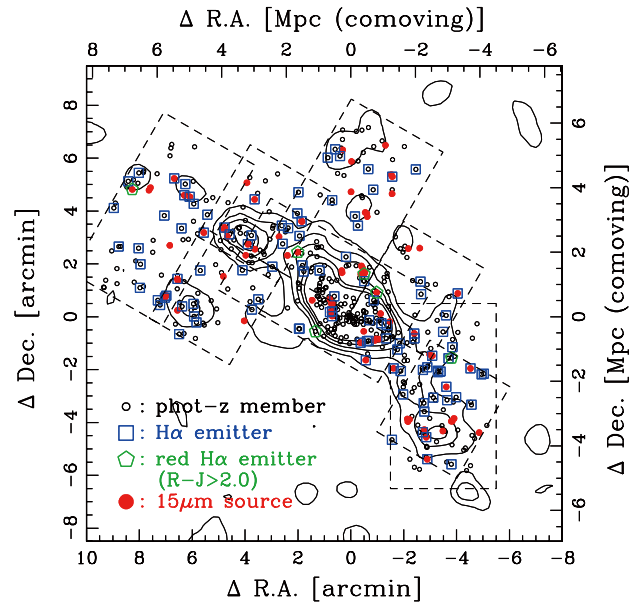 Δ R.A. [Mpc (comoving)]
8 6 4 2 0 −2 −4 −6
8 6 4 2 0 −2 −4 −6 −8
Δ Dec. [arcmin]
6 4 2 0 −2 −4 −6
Δ Dec. [Mpc (comoving)]
: phot-z member
: Hα emitter
: red Hα emitter
(R-J>2.0)
: 15μm source
10 8 6 4 2 0 −2 −4 −6 −8
Δ R.A. [arcmin]